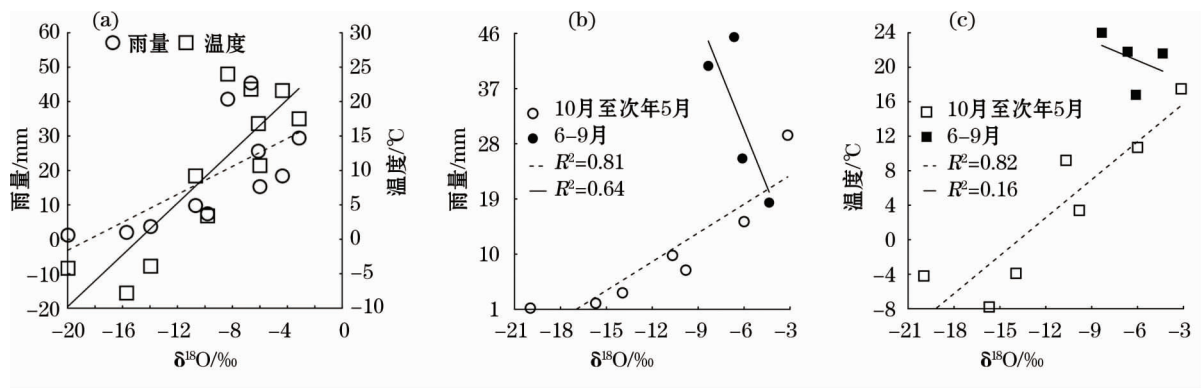 (a)
雨量 温度
60
50
40
30
20
10
0
−10
−20
雨量/mm
30
25
20
15
10
5
0
−5
−10
温度/℃
−20 −16 −12 −8 −4 0
δ¹⁸O/‰
(b)
46
37
28
19
10
1
雨量/mm
10月至次年5月
6–9月
R²=0.81
R²=0.64
−21 −18 −15 −12 −9 −6 −3
δ¹⁸O/‰
(c)
24
20
16
12
8
4
0
−4
−8
温度/℃
10月至次年5月
6–9月
R²=0.82
R²=0.16
−21 −18 −15 −12 −9 −6 −3
δ¹⁸O/‰